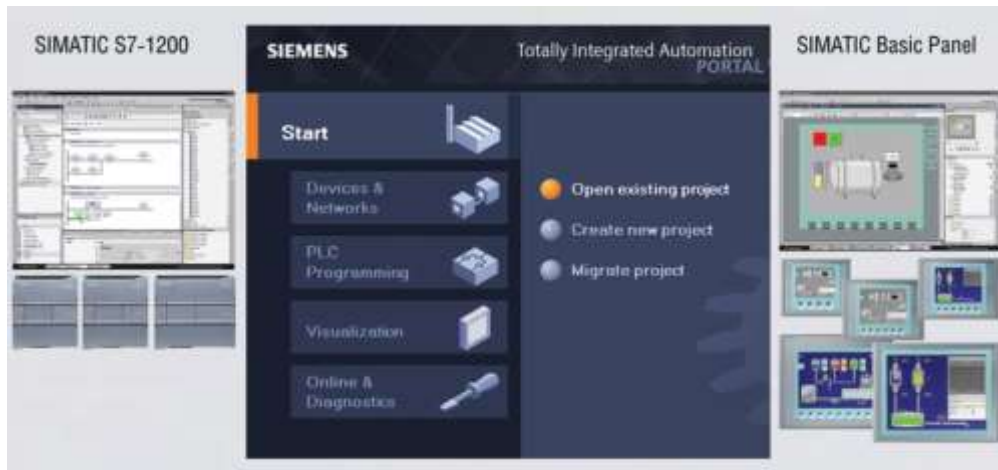 SIMATIC S7-1200
SIEMENS
Totally Integrated Automation
PORTAL
SIMATIC Basic Panel
Start
Devices &
Networks
PLC
Programming
Visualization
Online &
Diagnostics
Open existing project
Create new project
Migrate project